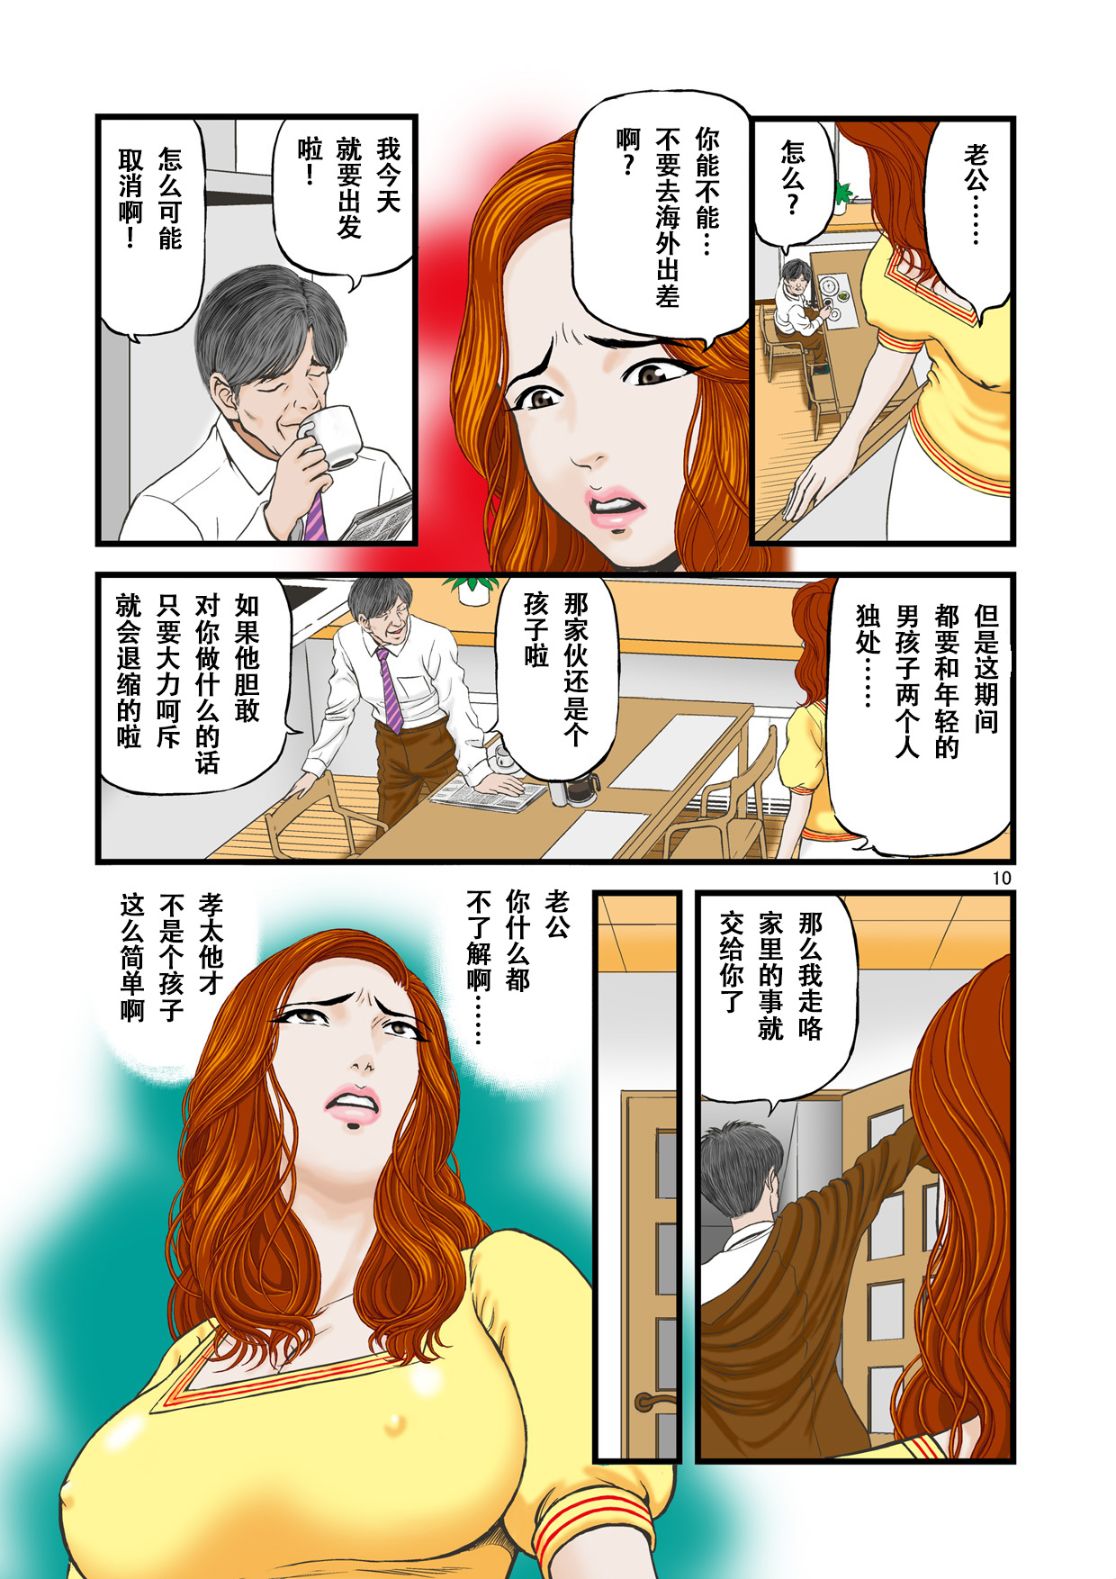 老公……
怎么？
你能不能…
不要去海外出差
啊？
我今天
就要出发
啦！
怎么可能
取消啊！
但是这期间
都要和年轻的
男孩子两个人
独处……
那家伙还是个
孩子啦
如果他胆敢
对你做什么的话
只要大力呵斥
就会退缩的啦
10
那么我走咯
家里的事就
交给你了
老公
你什么都
不了解啊……
孝太他才
不是个孩子
这么简单啊